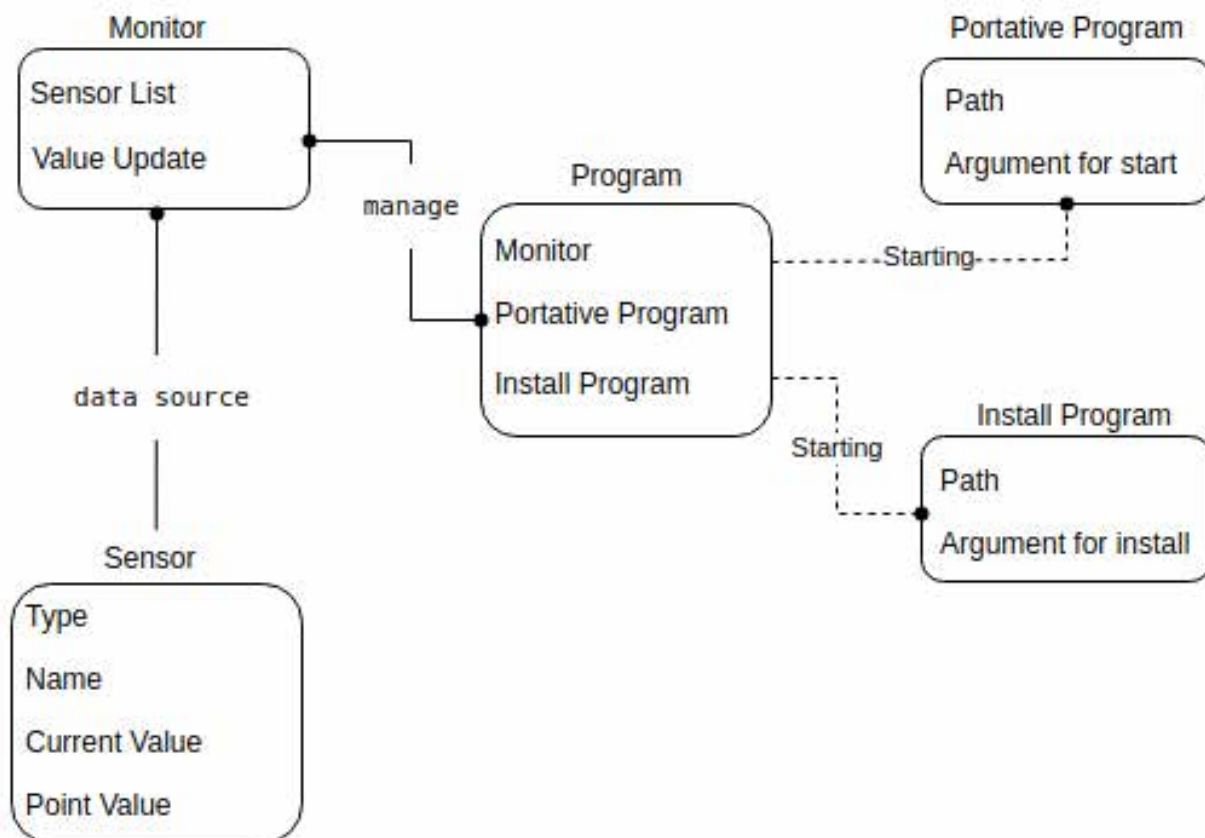 Monitor
Sensor List
Value Update
manage
data source
Sensor
Type
Name
Current Value
Point Value
Program
Monitor
Portative Program
Install Program
Portative Program
Path
Argument for start
Starting
Starting
Install Program
Path
Argument for install